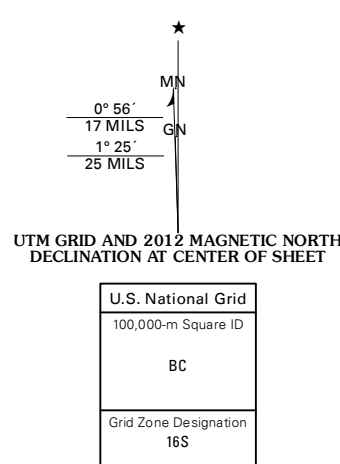 ★
MN
0° 56´
17 MILS
GN
1° 25´
25 MILS
UTM GRID AND 2012 MAGNETIC NORTH
DECLINATION AT CENTER OF SHEET
U.S. National Grid
100,000-m Square ID
BC
Grid Zone Designation
16S